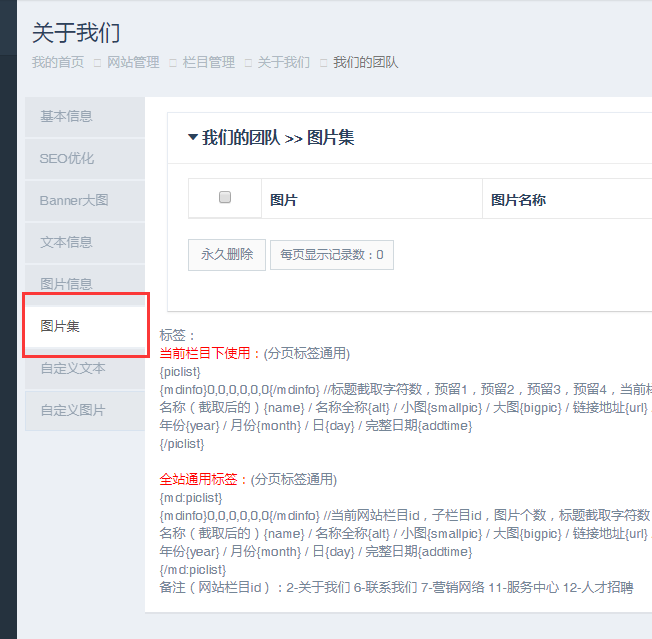 关于我们
我的首页 网站管理 栏目管理 关于我们 我们的团队
基本信息
SEO优化
Banner大图
文本信息
图片信息
图片集
自定义文本
自定义图片
我们的团队 >> 图片集
图片 图片名称
永久删除 每页显示记录数：0
标签：
当前栏目下使用：(分页标签通用)
{piclist}
{mdinfo}0,0,0,0,0,0{/mdinfo} //标题截取字符数，预留1，预留2，预留3，预留4，当前标
名称（截取后的）{name} / 名称全称{alt} / 小图{smallpic} / 大图{bigpic} / 链接地址{url}
年份{year} / 月份{month} / 日{day} / 完整日期{addtime}
{/piclist}
全站通用标签：(分页标签通用)
{md:piclist}
{mdinfo}0,0,0,0,0,0{/mdinfo} //当前网站栏目id，子栏目id，图片个数，标题截取字符数
名称（截取后的）{name} / 名称全称{alt} / 小图{smallpic} / 大图{bigpic} / 链接地址{url}
年份{year} / 月份{month} / 日{day} / 完整日期{addtime}
{/md:piclist}
备注（网站栏目id）：2-关于我们 6-联系我们 7-营销网络 11-服务中心 12-人才招聘